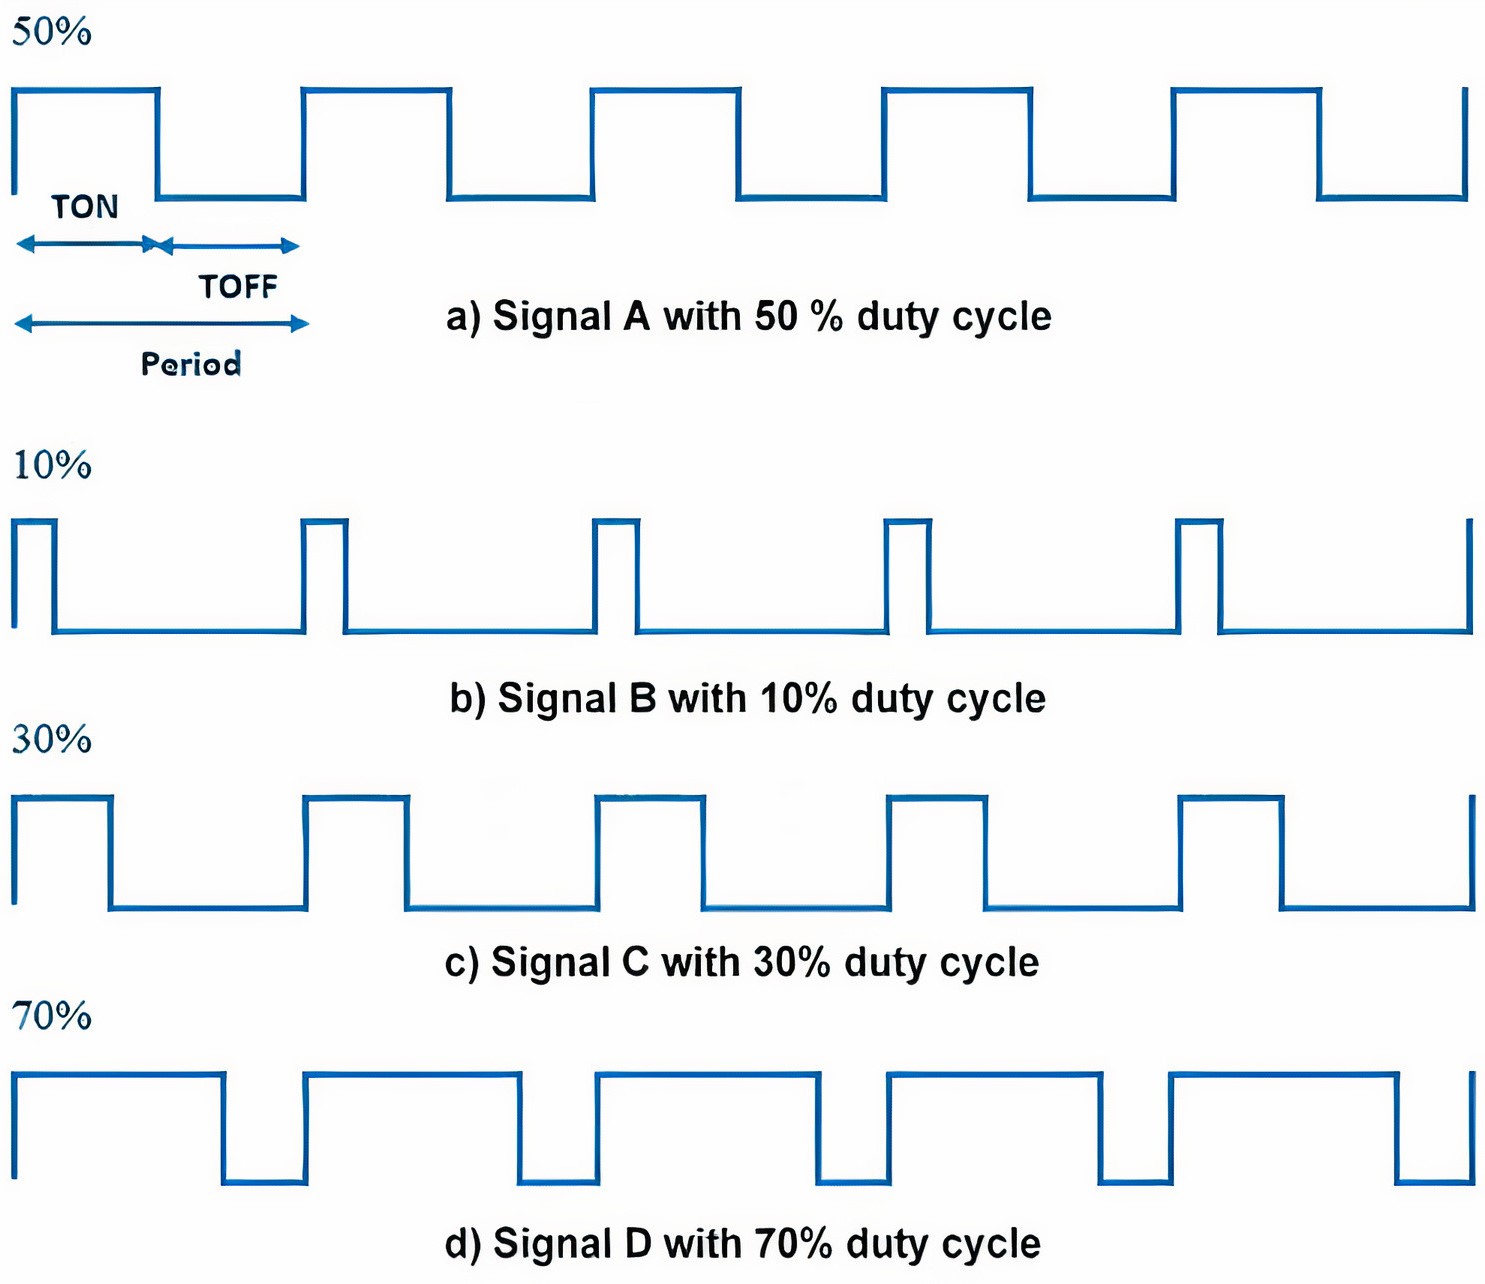 50%
TON
TOFF
a) Signal A with 50 % duty cycle
Period
10%
b) Signal B with 10% duty cycle
30%
c) Signal C with 30% duty cycle
70%
d) Signal D with 70% duty cycle